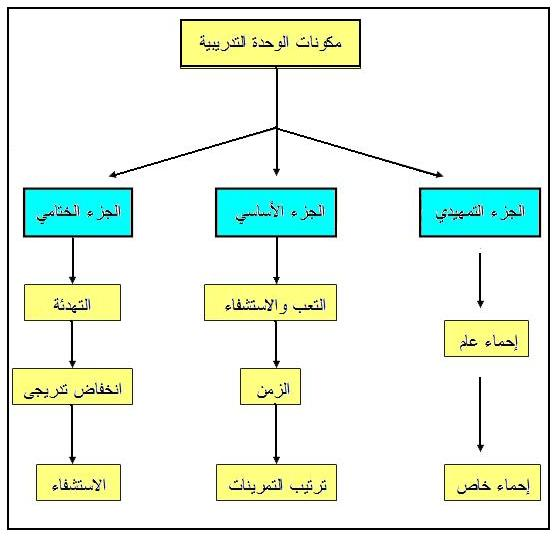 مكونات الوحدة التدريبية
الجزء التمهيدي
الجزء الأساسي
الجزء الختامي
إحماء عام
التعب والاستشفاء
التهدئة
الزمن
انخفاض تدريجى
إحماء خاص
ترتيب التمرينات
الاستشفاء